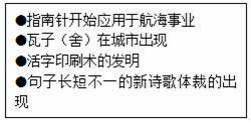 ●指南针开始应用于航海事业
●瓦子（舍）在城市出现
●活字印刷术的发明
●句子长短不一的新诗歌体裁的出
现